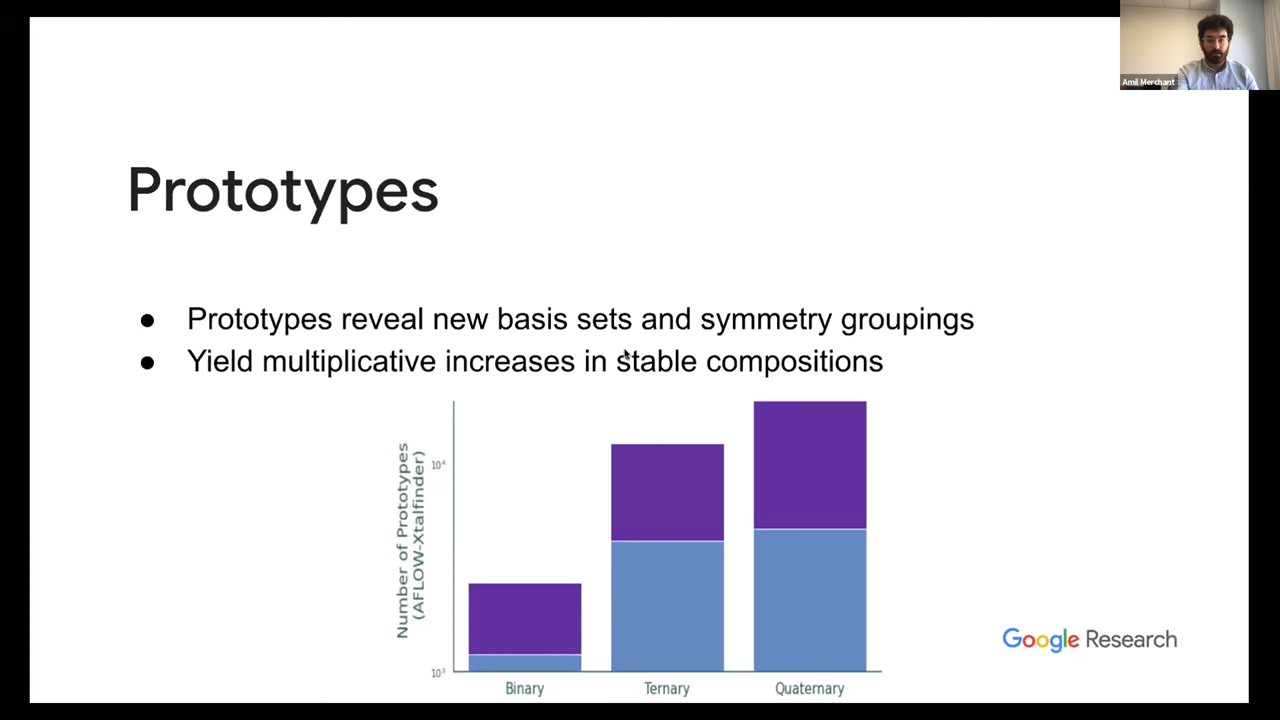 Amil Merchant
Prototypes
● Prototypes reveal new basis sets and symmetry groupings
● Yield multiplicative increases in stable compositions
Number of Prototypes
(AFLOW-Xtalfinder)
10⁴
10³
Binary
Ternary
Quaternary
Google Research